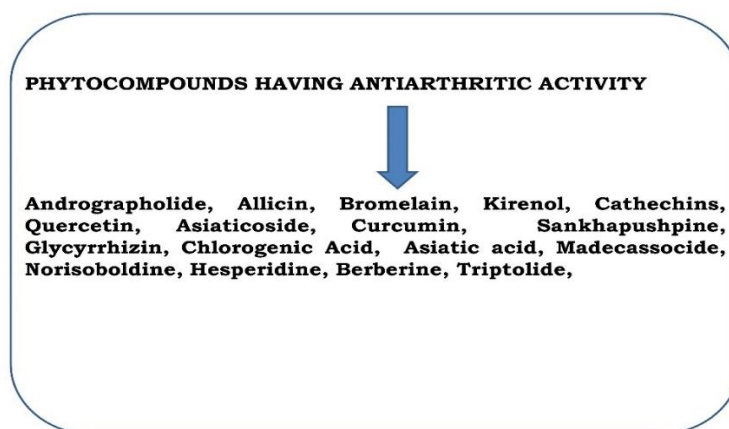 PHYTOCOMPOUNDS HAVING ANTIARTHRITIC ACTIVITY
Andrographolide, Allicin, Bromelain, Kirenol, Cathechins,
Quercetin, Asiaticoside, Curcumin, Sankhapushpine,
Glycyrrhizin, Chlorogenic Acid, Asiatic acid, Madecassocide,
Norisoboldine, Hesperidine, Berberine, Triptolide,